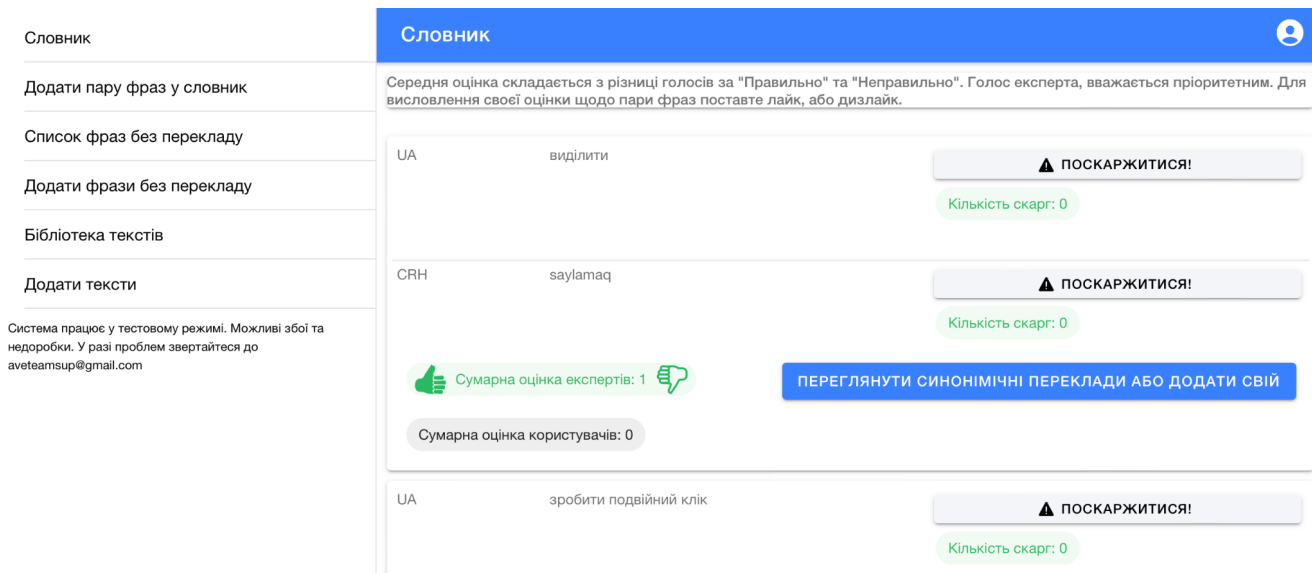 Словник
Додати пару фраз у словник
Список фраз без перекладу
Додати фрази без перекладу
Бібліотека текстів
Додати тексти
Система працює у тестовому режимі. Можливі збої та
недоробки. У разі проблем звертайтеся до
aveteamsup@gmail.com
Словник
Середня оцінка складається з різниці голосів за "Правильно" та "Неправильно". Голос експерта, вважається пріоритетним. Для
висловлення своєї оцінки щодо пари фраз поставте лайк, або дизлайк.
UA виділити ПОСКАРЖИТИСЯ!
Кількість скарг: 0
CRH saylamaq ПОСКАРЖИТИСЯ!
Кількість скарг: 0
Сумарна оцінка експертів: 1 ПЕРЕГЛЯНУТИ СИНОНІМІЧНІ ПЕРЕКЛАДИ АБО ДОДАТИ СВІЙ
Сумарна оцінка користувачів: 0
UA зробити подвійний клік ПОСКАРЖИТИСЯ!
Кількість скарг: 0